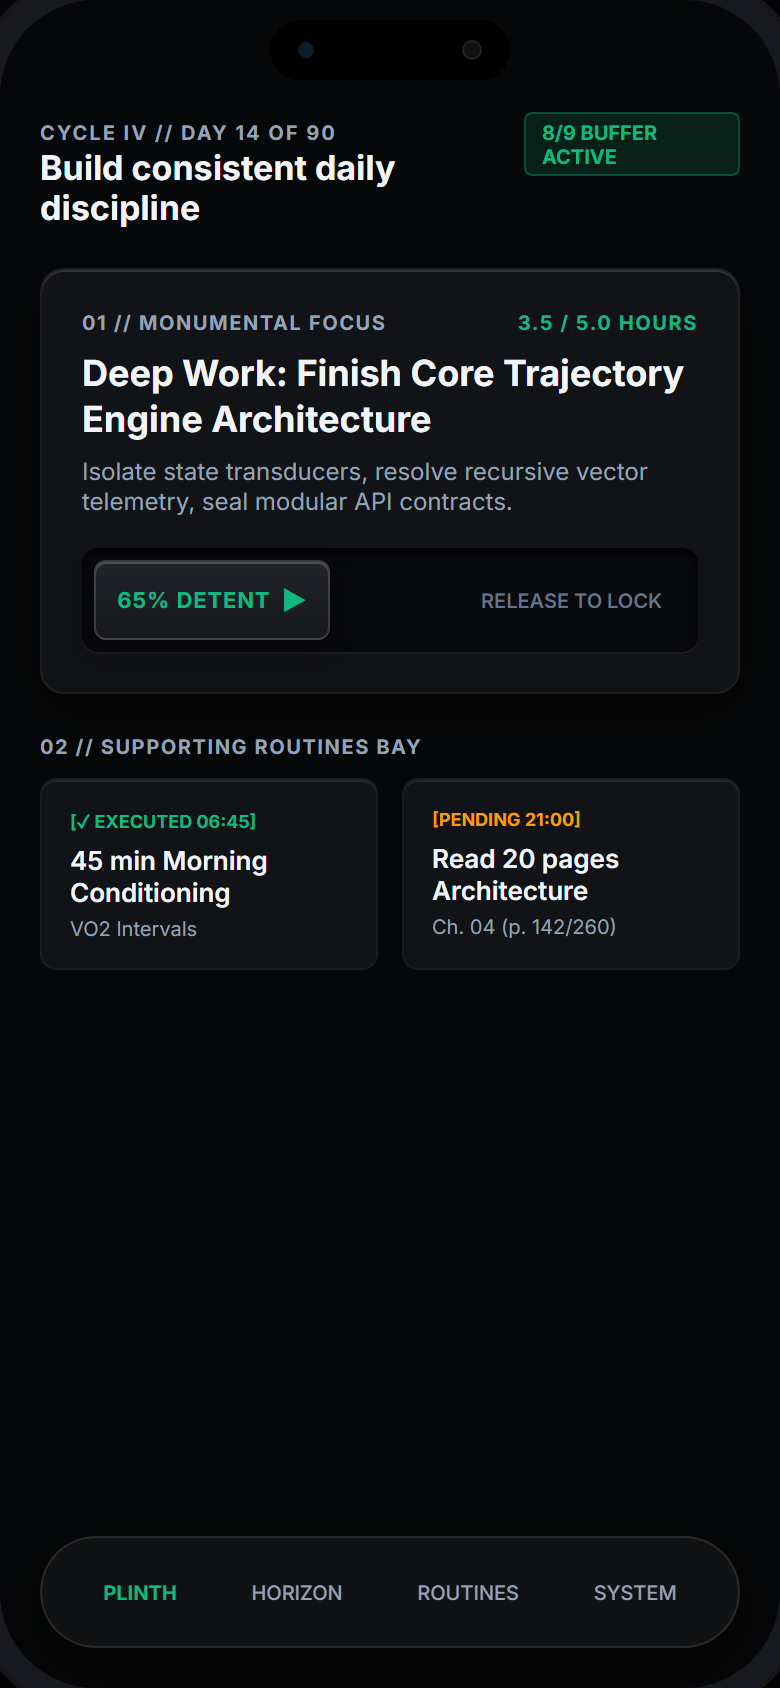 CYCLE IV // DAY 14 OF 90
Build consistent daily
discipline
8/9 BUFFER
ACTIVE
01 // MONUMENTAL FOCUS
3.5 / 5.0 HOURS
Deep Work: Finish Core Trajectory
Engine Architecture
Isolate state transducers, resolve recursive vector
telemetry, seal modular API contracts.
65% DETENT ▶
RELEASE TO LOCK
02 // SUPPORTING ROUTINES BAY
[✓ EXECUTED 06:45]
45 min Morning
Conditioning
VO2 Intervals
[PENDING 21:00]
Read 20 pages
Architecture
Ch. 04 (p. 142/260)
PLINTH
HORIZON
ROUTINES
SYSTEM